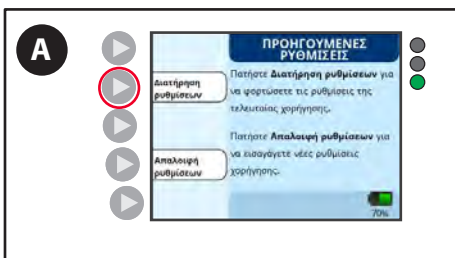 A
ΠΡΟΗΓΟΥΜΕΝΕΣ
ΡΥΘΜΙΣΕΙΣ
Διατήρηση
ρυθμίσεων
Πατήστε Διατήρηση ρυθμίσεων για
να φορτώσετε τις ρυθμίσεις της
τελευταίας χορήγησης.
Απαλοιφή
ρυθμίσεων
Πατήστε Απαλοιφή ρυθμίσεων για
να εισαγάγετε νέες ρυθμίσεις
χορήγησης.
70%